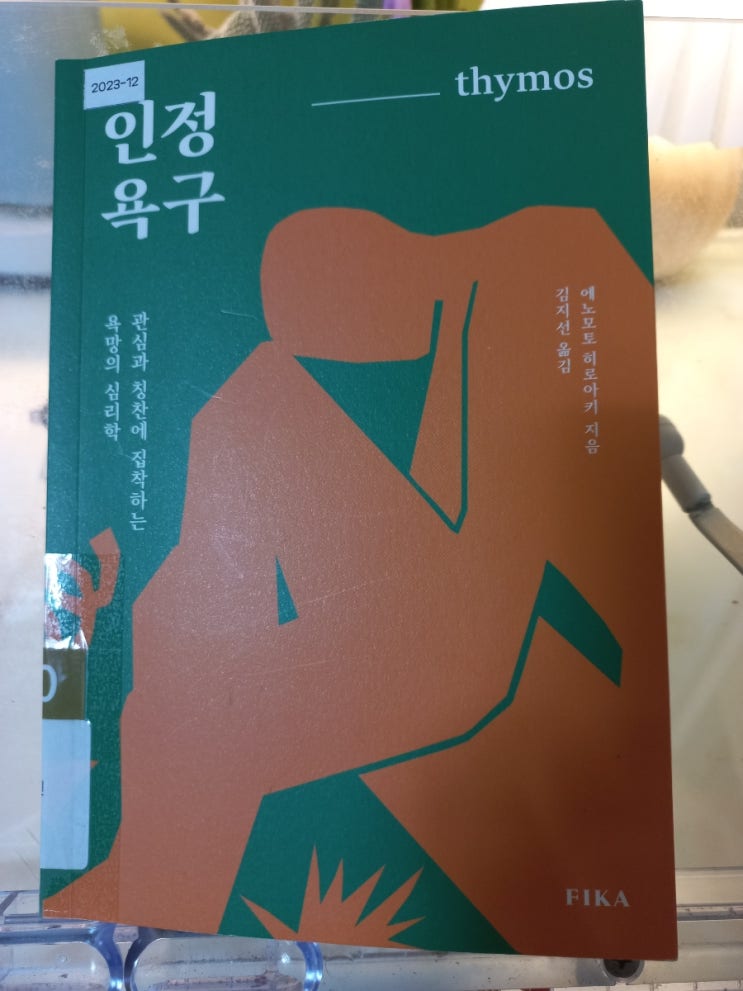 2023-12
thymos
인정
욕구
관심과 칭찬에 집착하는
욕망의 심리학
에노모토 히로아키 지음
김지선 옮김
0
FIKA